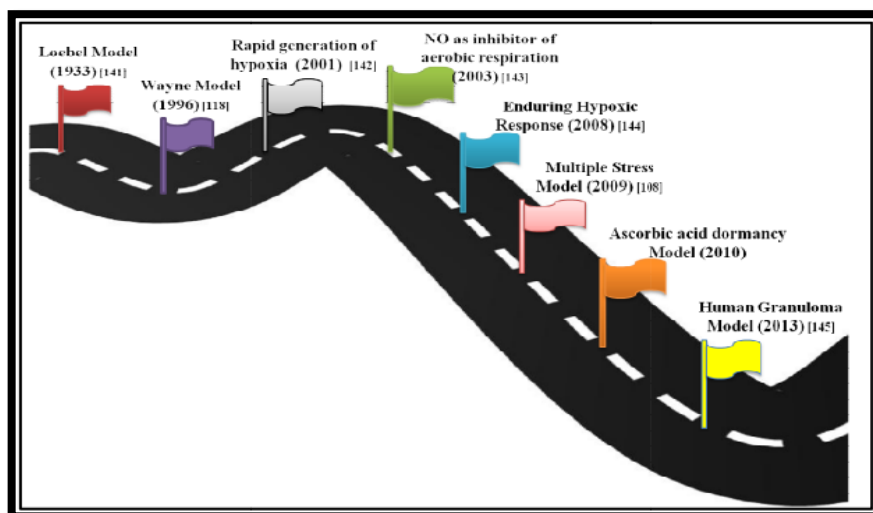 Loebel Model
(1933) [141]
Wayne Model
(1996) [118]
Rapid generation of
hypoxia (2001) [142]
NO as inhibitor of
aerobic respiration
(2003) [143]
Enduring Hypoxic
Response (2008) [144]
Multiple Stress
Model (2009) [108]
Ascorbic acid dormancy
Model (2010)
Human Granuloma
Model (2013) [145]